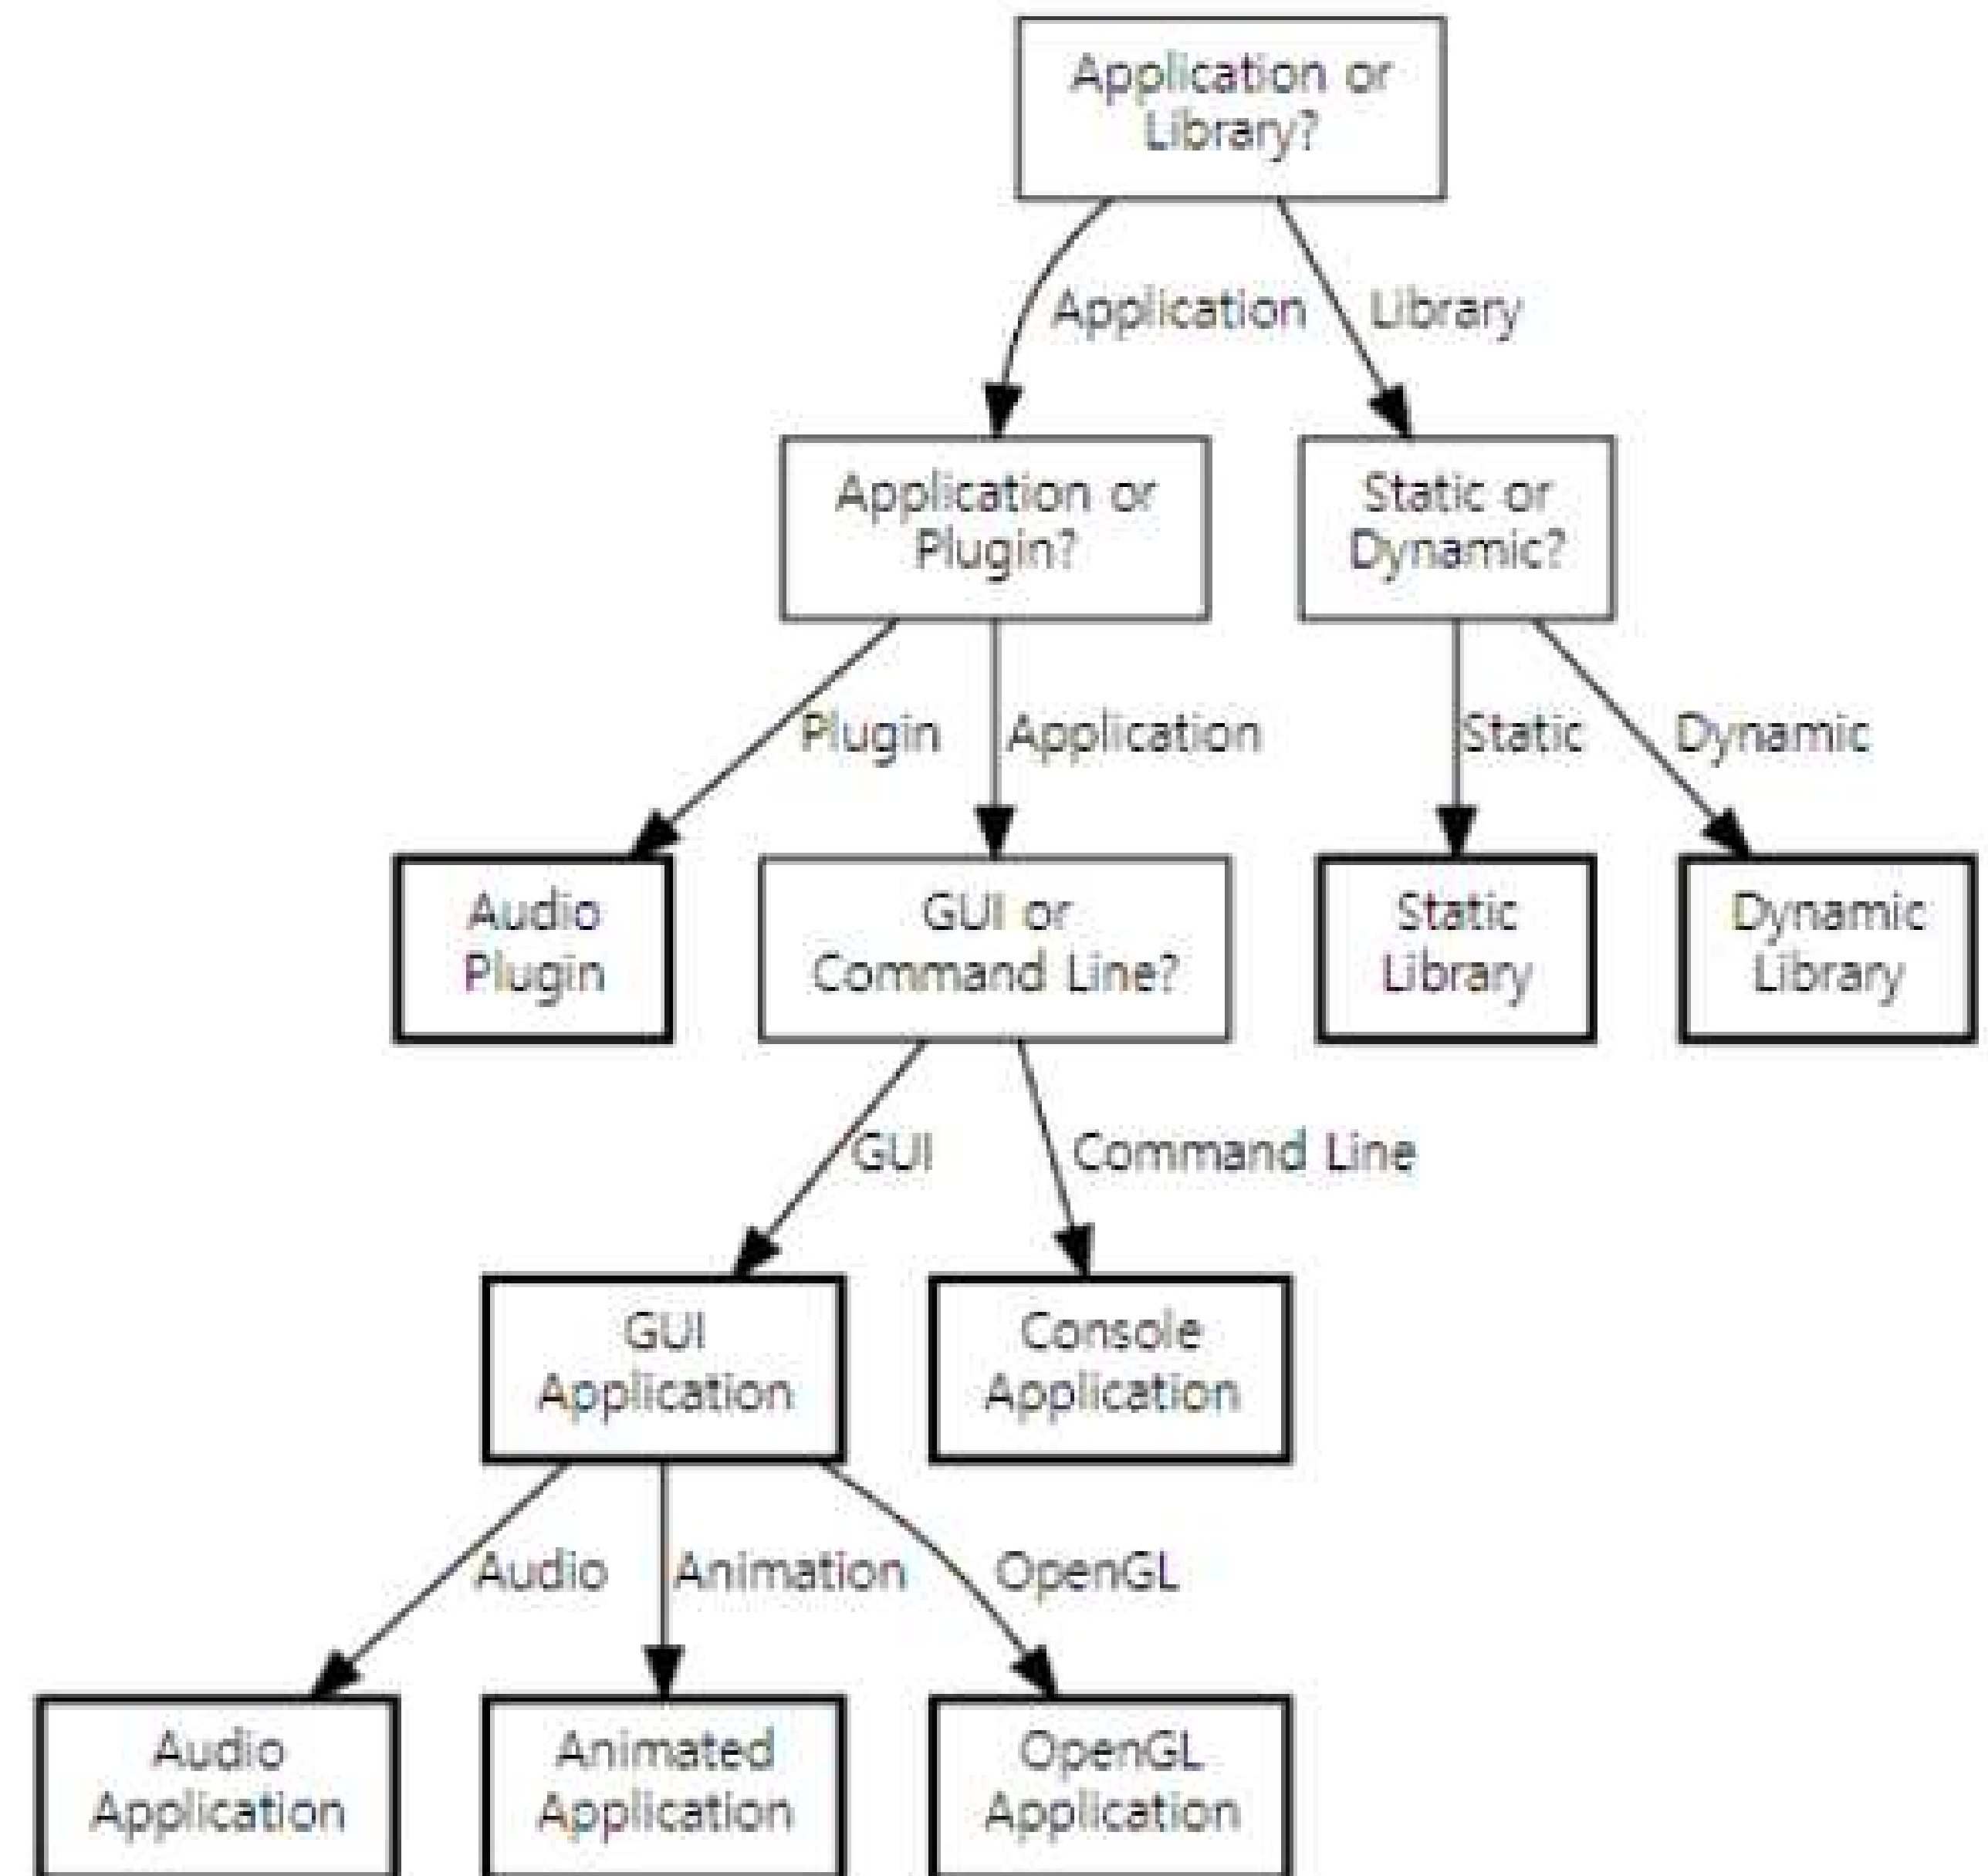 Application or
Library?
Application
Library
Application or
Plugin?
Static or
Dynamic?
Plugin
Application
Static
Dynamic
Audio
Plugin
GUI or
Command Line?
Static
Library
Dynamic
Library
GUI
Command Line
GUI
Application
Console
Application
Audio
Animation
OpenGL
Audio
Application
Animated
Application
OpenGL
Application